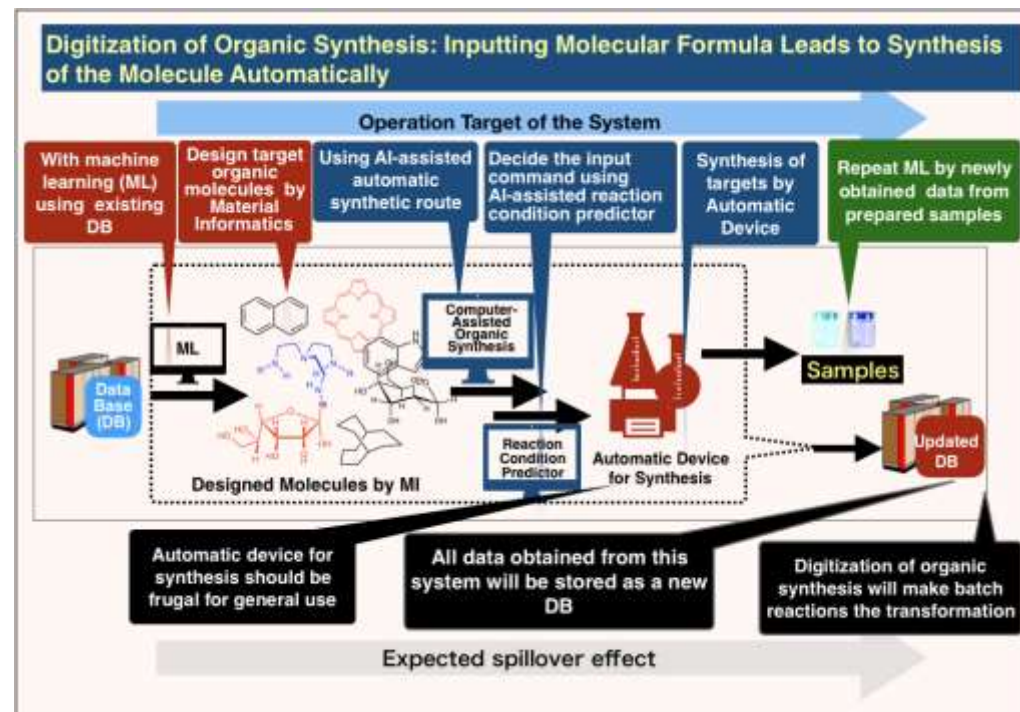 Digitization of Organic Synthesis: Inputting Molecular Formula Leads to Synthesis
of the Molecule Automatically
Operation Target of the System
With machine
learning (ML)
using existing
DB
Design target
organic
molecules by
Material
Informatics
Using AI-assisted
automatic
synthetic route
Decide the input
command using
AI-assisted reaction
condition predictor
Synthesis of
targets by
Automatic
Device
Repeat ML by newly
obtained data from
prepared samples
Data
Base
(DB)
ML
Designed Molecules by MI
Computer-
Assisted
Organic
Synthesis
Reaction
Condition
Predictor
Automatic Device
for Synthesis
Samples
Updated
DB
Automatic device for
synthesis should be
frugal for general use
All data obtained from this
system will be stored as a new
DB
Digitization of organic
synthesis will make batch
reactions the transformation
Expected spillover effect